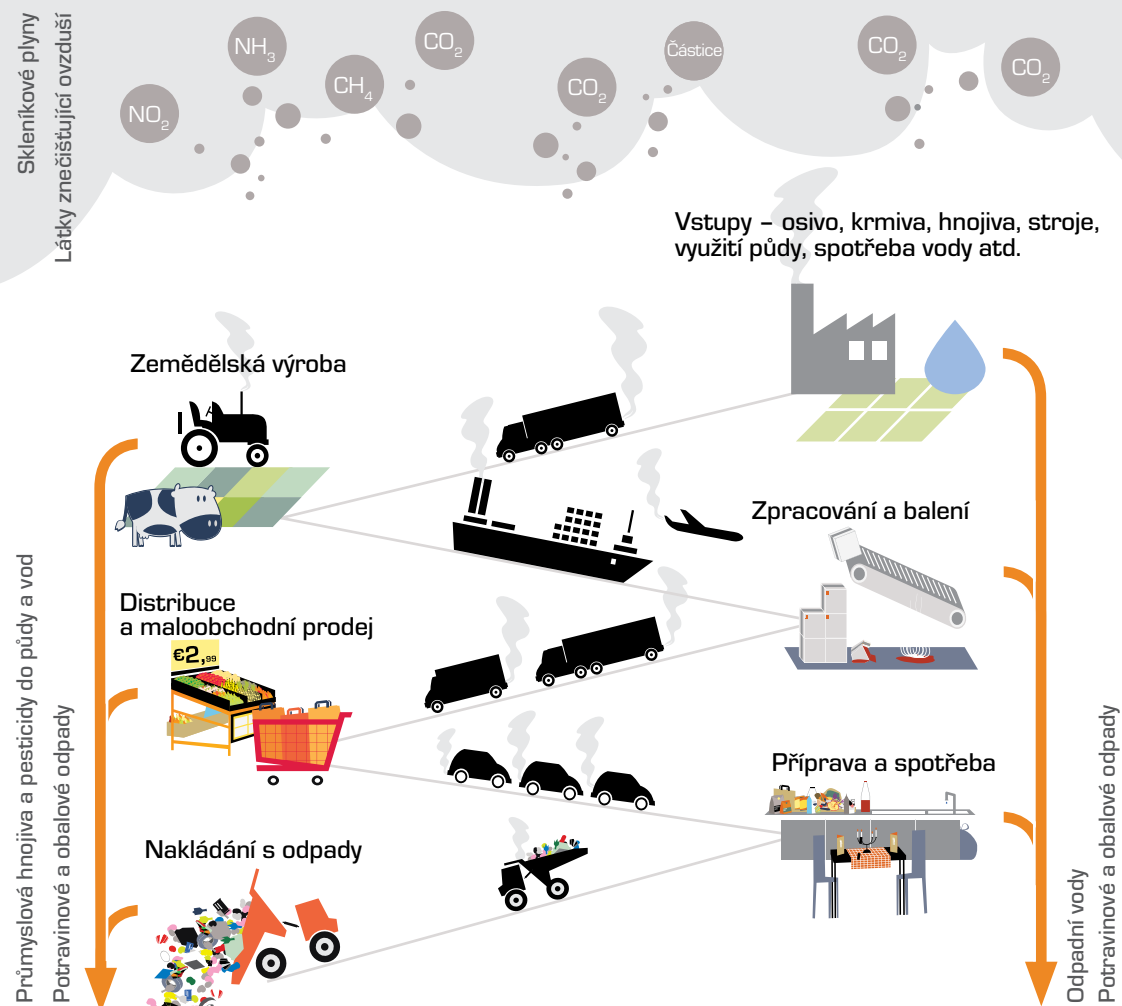 Skleníkové plyny
Látky znečišťující ovzduší
NO2
NH3
CH4
CO2
CO2
Částice
CO2
CO2
Vstupy – osivo, krmiva, hnojiva, stroje,
využití půdy, spotřeba vody atd.
Zemědělská výroba
Zpracování a balení
Distribuce
a maloobchodní prodej
€2,99
Příprava a spotřeba
Nakládání s odpady
Průmyslová hnojiva a pesticidy do půdy a vod
Potravinové a obalové odpady
Odpadní vody
Potravinové a obalové odpady